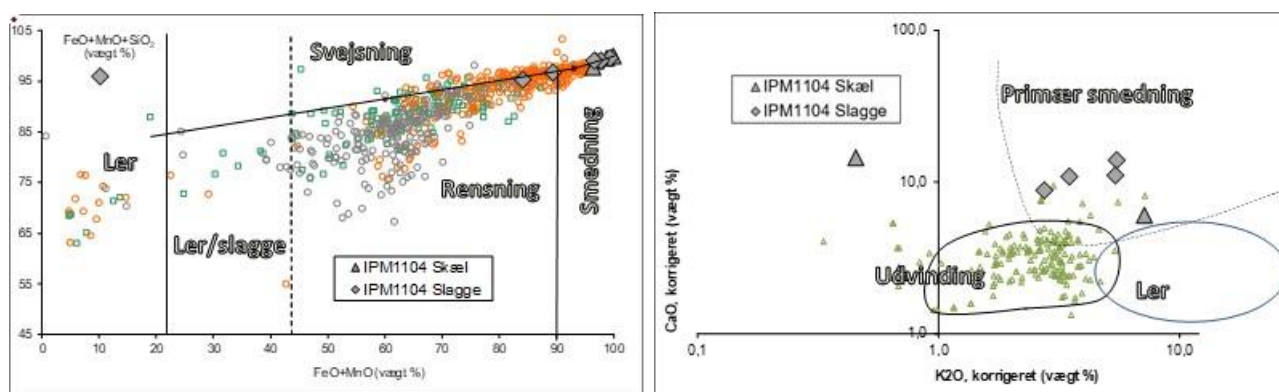 105
95
85
75
65
55
45
FeO+MnO+SiO₂
(vægt %)
Svejsning
Ler
Ler/slagge
Rensning
Smedning
IPM1104 Skæl
IPM1104 Slagge
0
10
20
30
40
50
60
70
80
90
100
FeO+MnO (vægt %)
CaO, korrigeret (vægt %)
100,0
10,0
1,0
IPM1104 Skæl
IPM1104 Slagge
Primær smedning
Udvinding
Ler
0,1
1,0
10,0
K2O, korrigeret (vægt %)